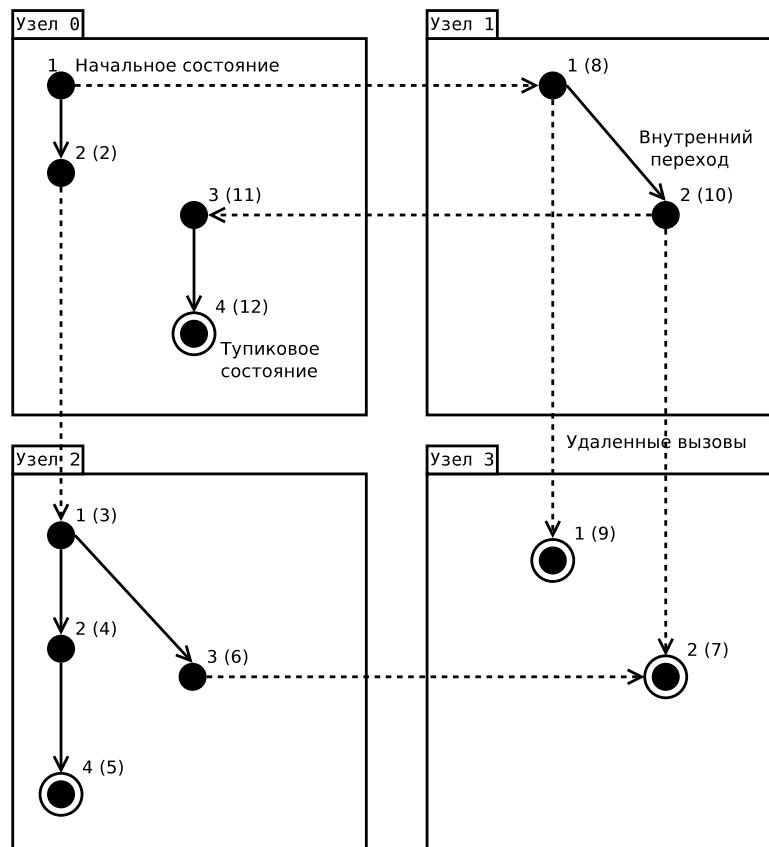 Узел 0
Узел 1
1 Начальное состояние
1 (8)
2 (2)
Внутренний
переход
3 (11)
2 (10)
4 (12)
Тупиковое
состояние
Удаленные вызовы
Узел 2
Узел 3
1 (3)
1 (9)
2 (4)
3 (6)
2 (7)
4 (5)